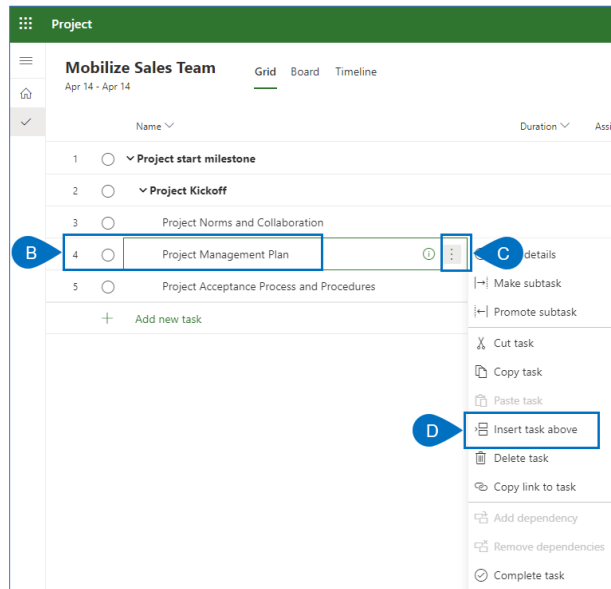 Project
Mobilize Sales Team
Grid Board Timeline
Apr 14 - Apr 14
Name Duration
1 Project start milestone
2 Project Kickoff
3 Project Norms and Collaboration
B 4 Project Management Plan C details
Make subtask
5 Project Acceptance Process and Procedures
Promote subtask
Add new task
Cut task
Copy task
Paste task
D Insert task above
Delete task
Copy link to task
Add dependency
Remove dependencies
Complete task